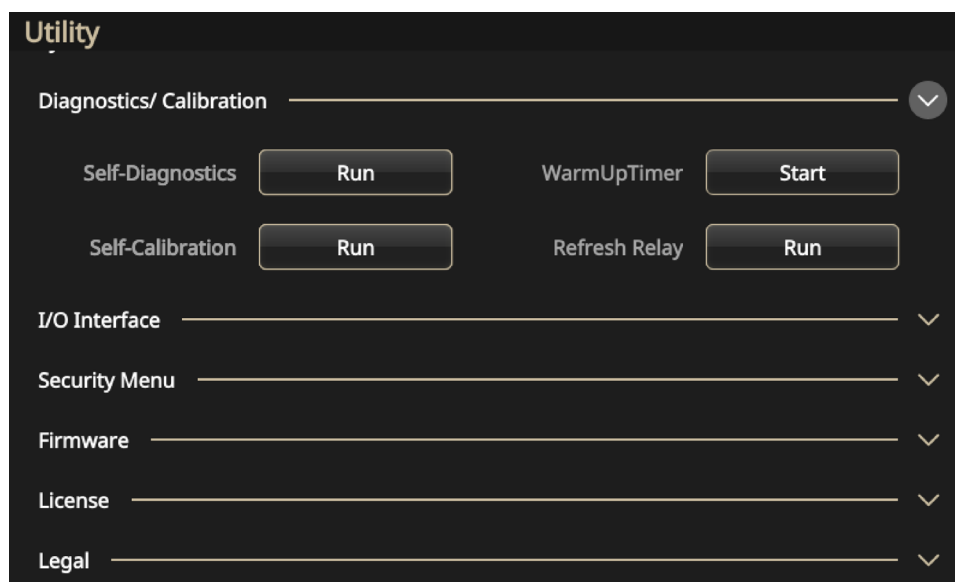 Utility
Diagnostics/ Calibration
Self-Diagnostics Run WarmUpTimer Start
Self-Calibration Run Refresh Relay Run
I/O Interface
Security Menu
Firmware
License
Legal